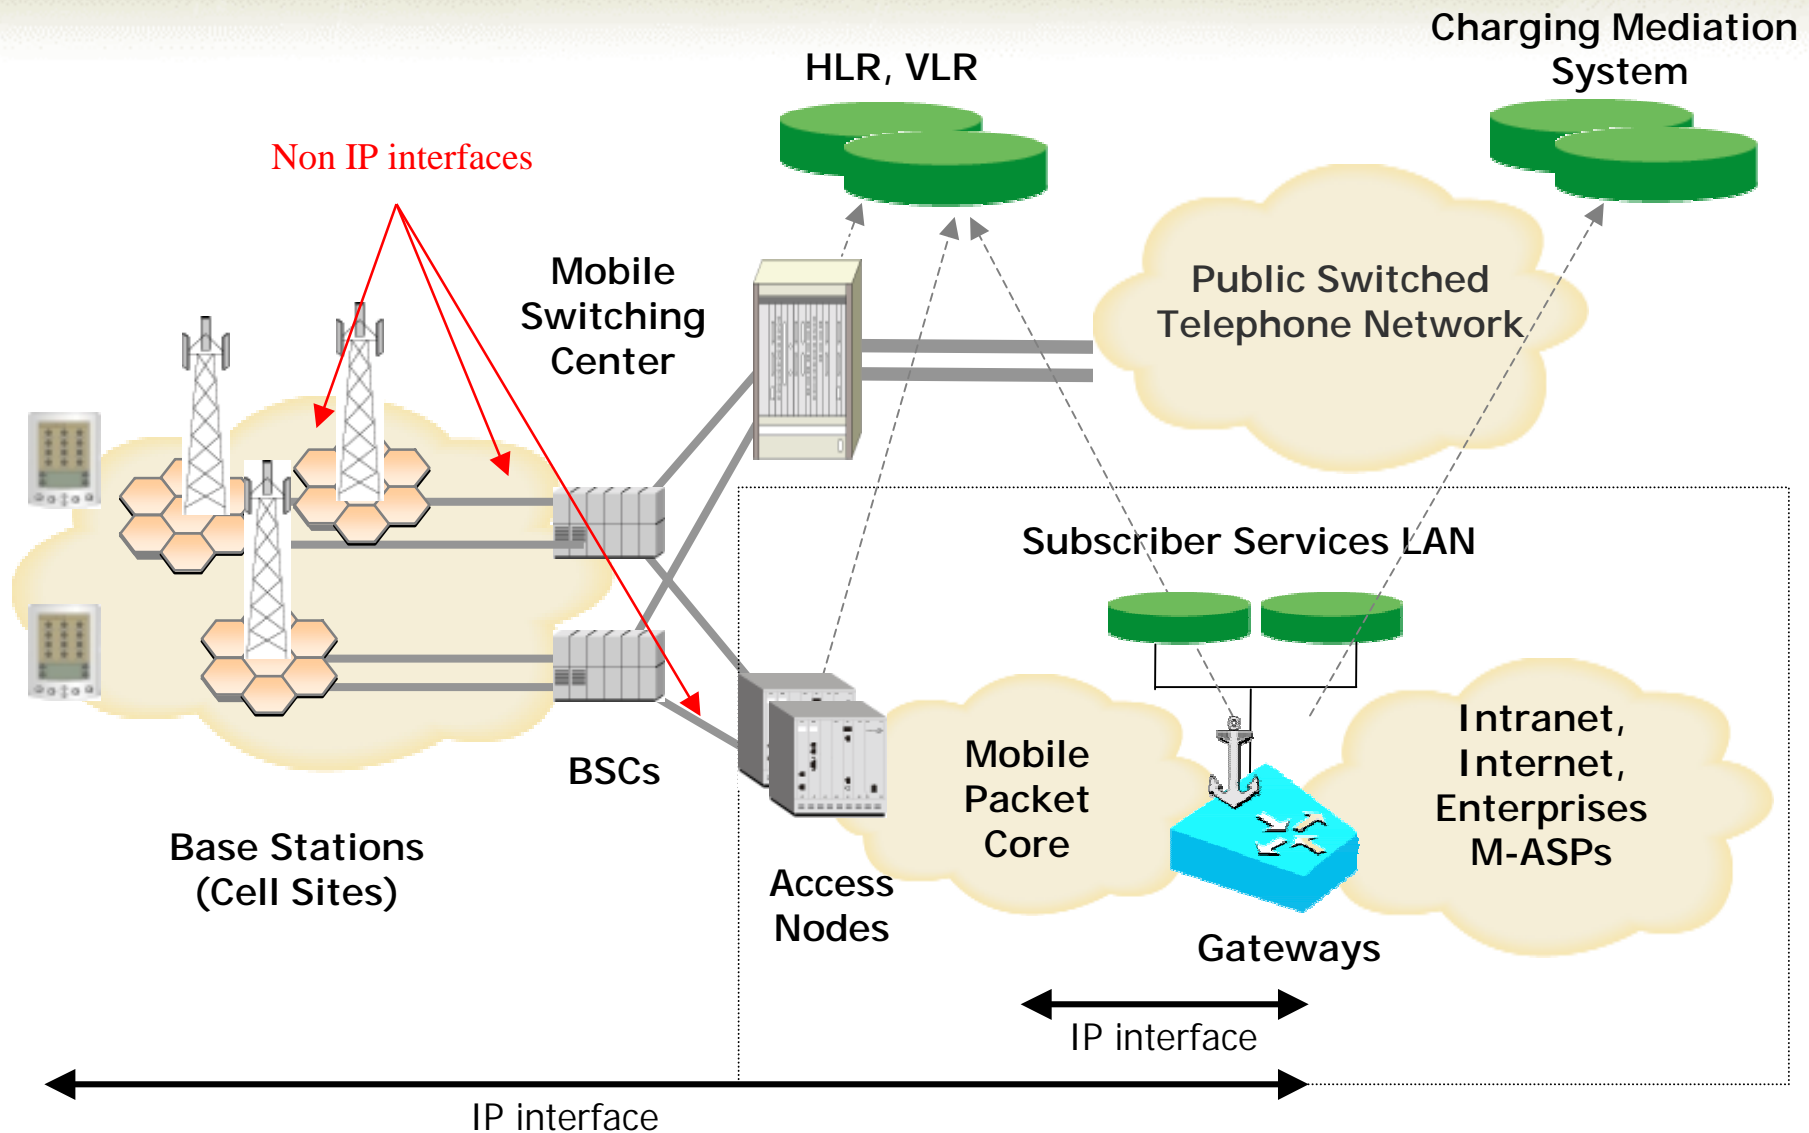 Charging Mediation
System
HLR, VLR
Non IP interfaces
Mobile
Switching
Center
Public Switched
Telephone Network
Subscriber Services LAN
BSCs
Mobile
Packet
Core
Intranet,
Internet,
Enterprises
M-ASPs
Base Stations
(Cell Sites)
Access
Nodes
Gateways
IP interface
IP interface